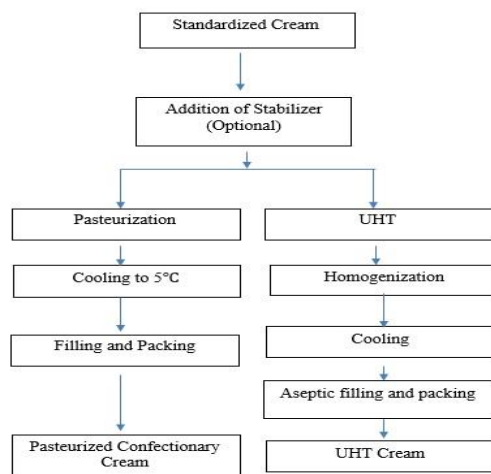 Standardized Cream
Addition of Stabilizer
(Optional)
Pasteurization
UHT
Cooling to 5°C
Homogenization
Filling and Packing
Cooling
Aseptic filling and packing
Pasteurized Confectionary
Cream
UHT Cream